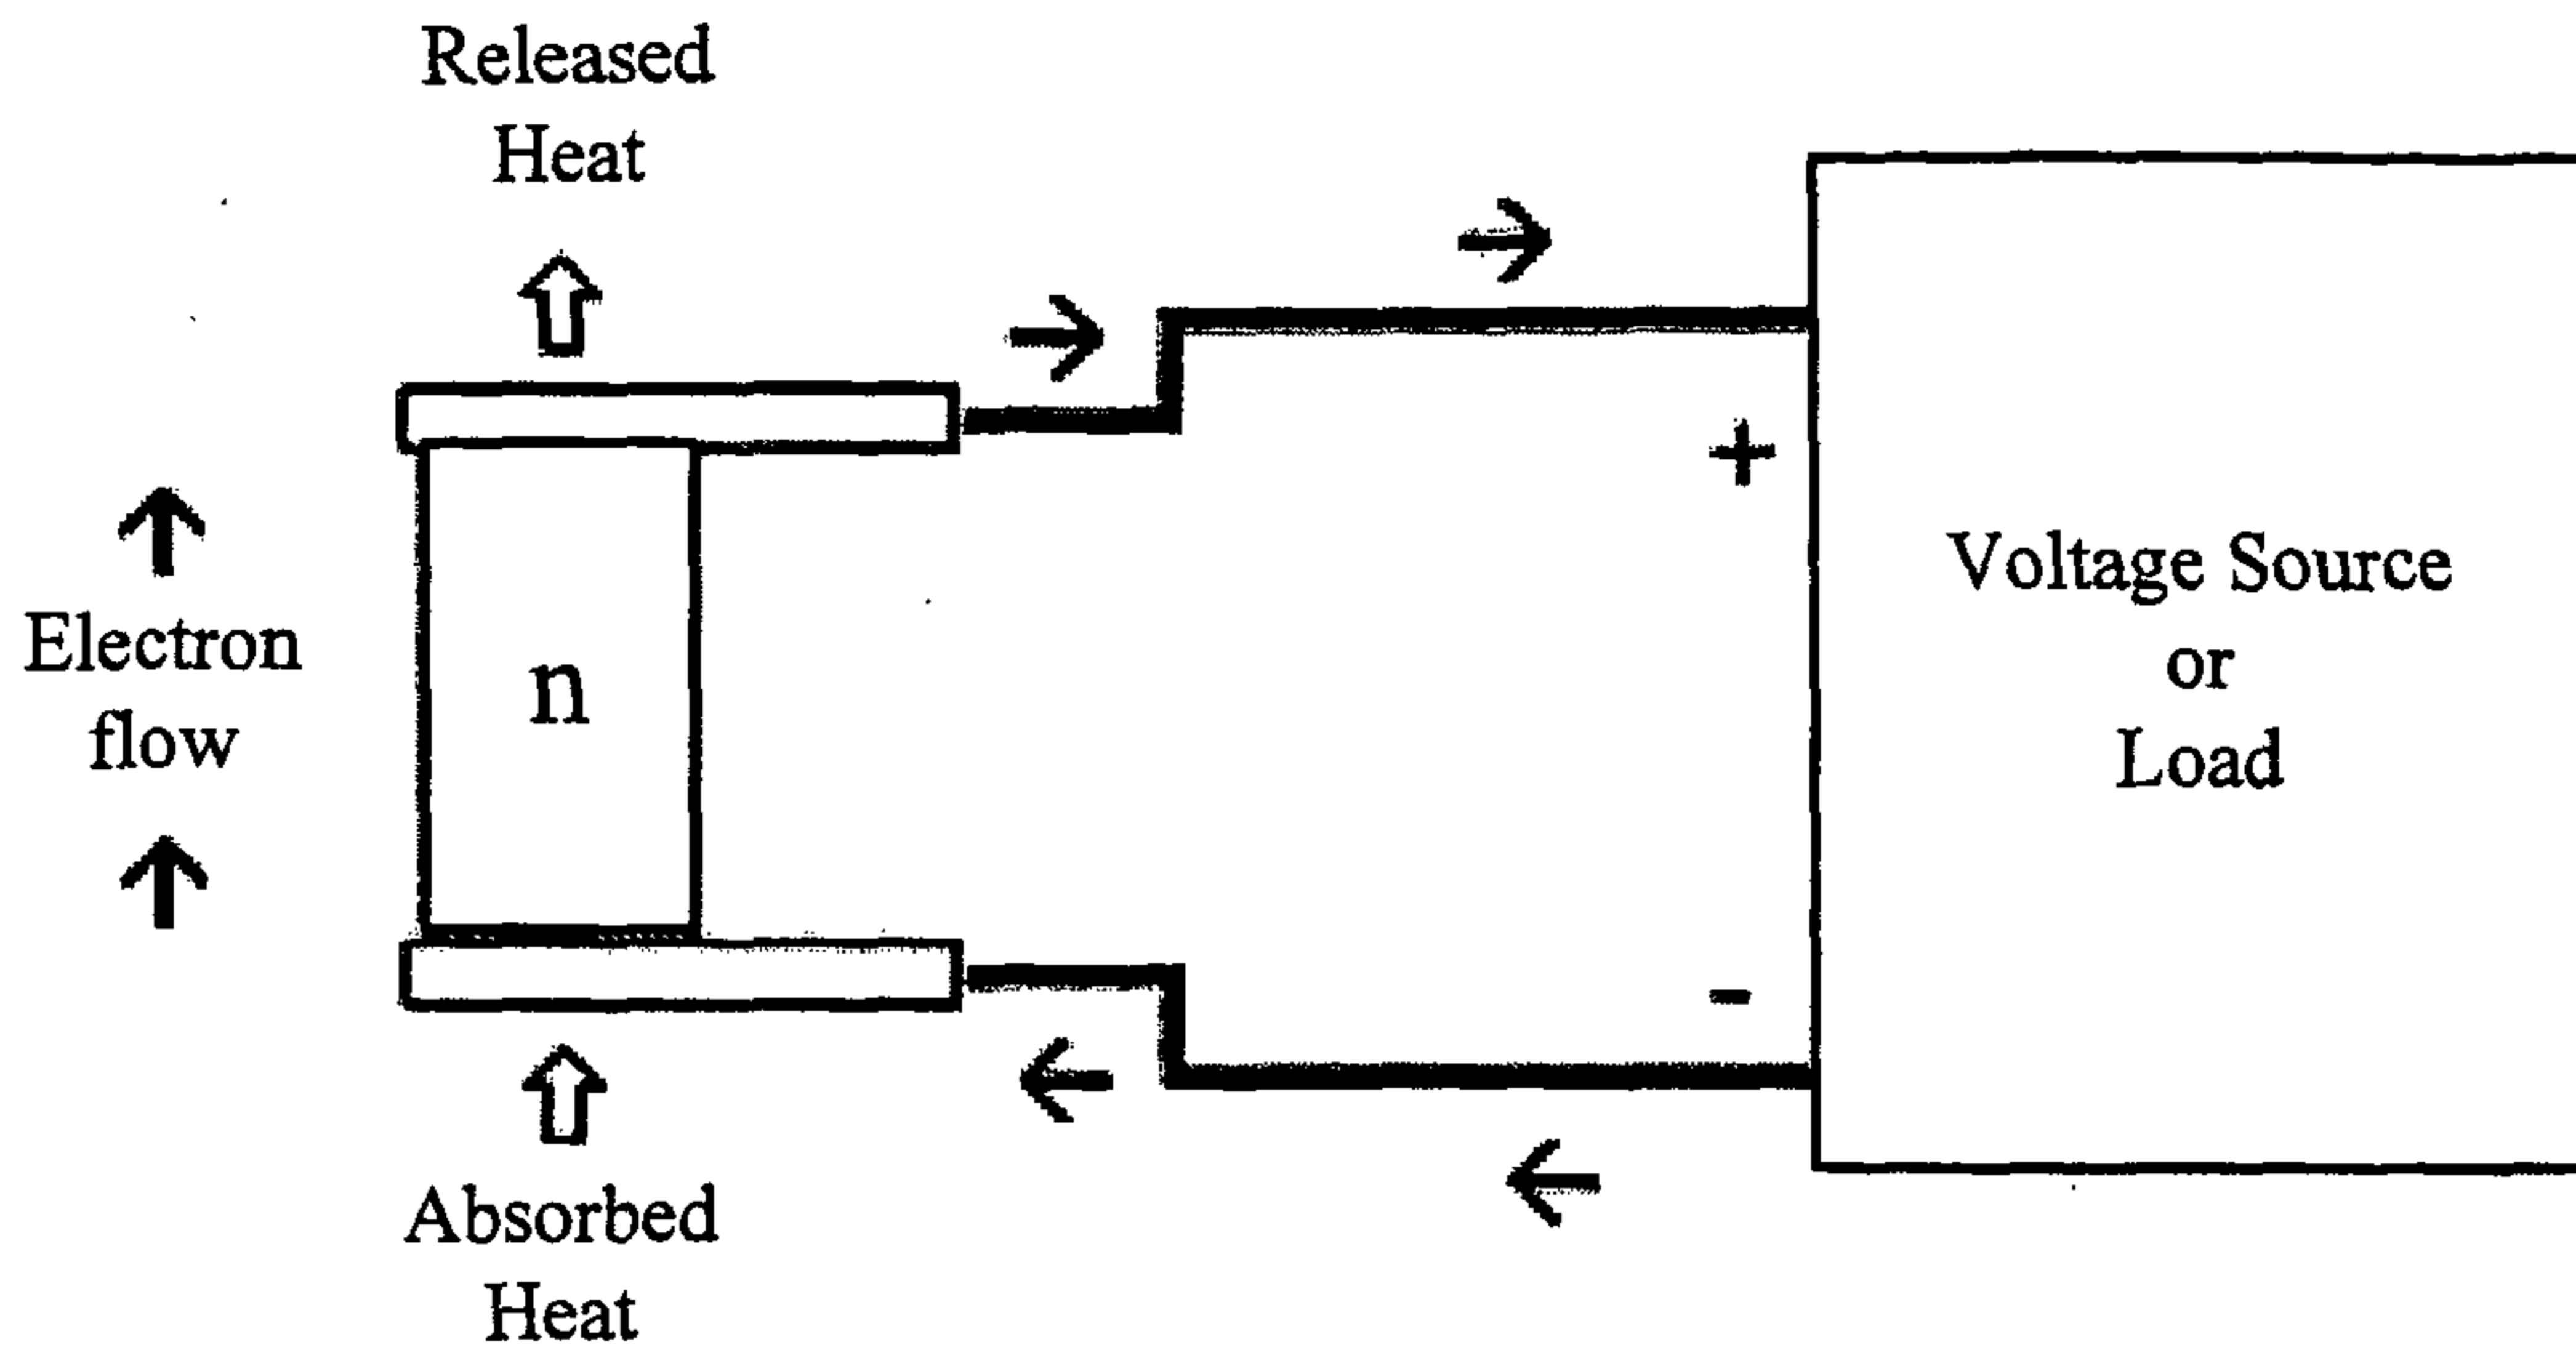 Released
Heat
+
Electron
flow
n
Voltage Source
or
Load
-
Absorbed
Heat